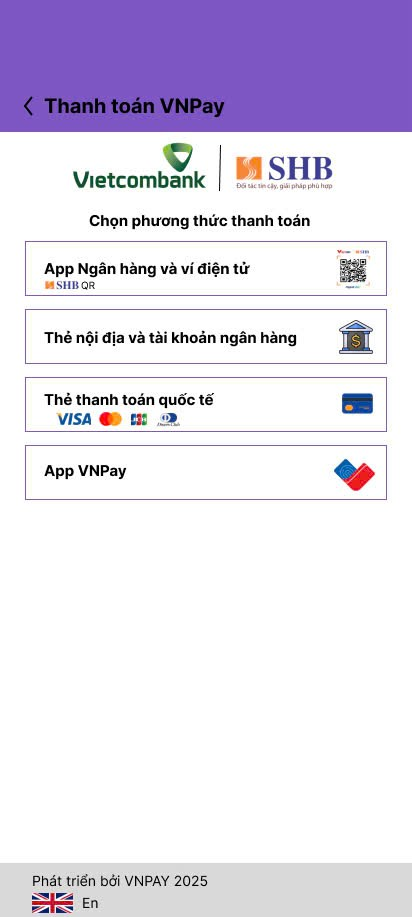 Thanh toán VNPay
Vietcombank
SHB
Đối tác tin cậy, giải pháp phù hợp
Chọn phương thức thanh toán
App Ngân hàng và ví điện tử
SHB QR
Thẻ nội địa và tài khoản ngân hàng
Thẻ thanh toán quốc tế
VISA
JCB
App VNPay
Phát triển bởi VNPAY 2025
En